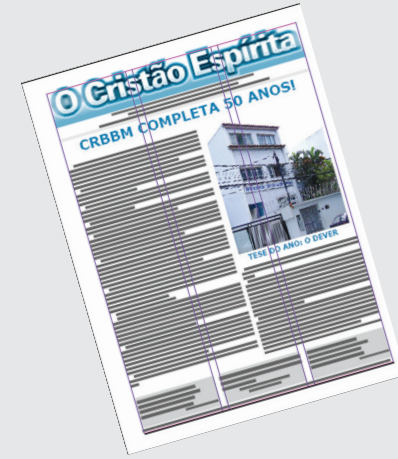 O Cristão Espírita
CRBBM COMPLETA 50 ANOS!
TESE DO ANO: O DEVER